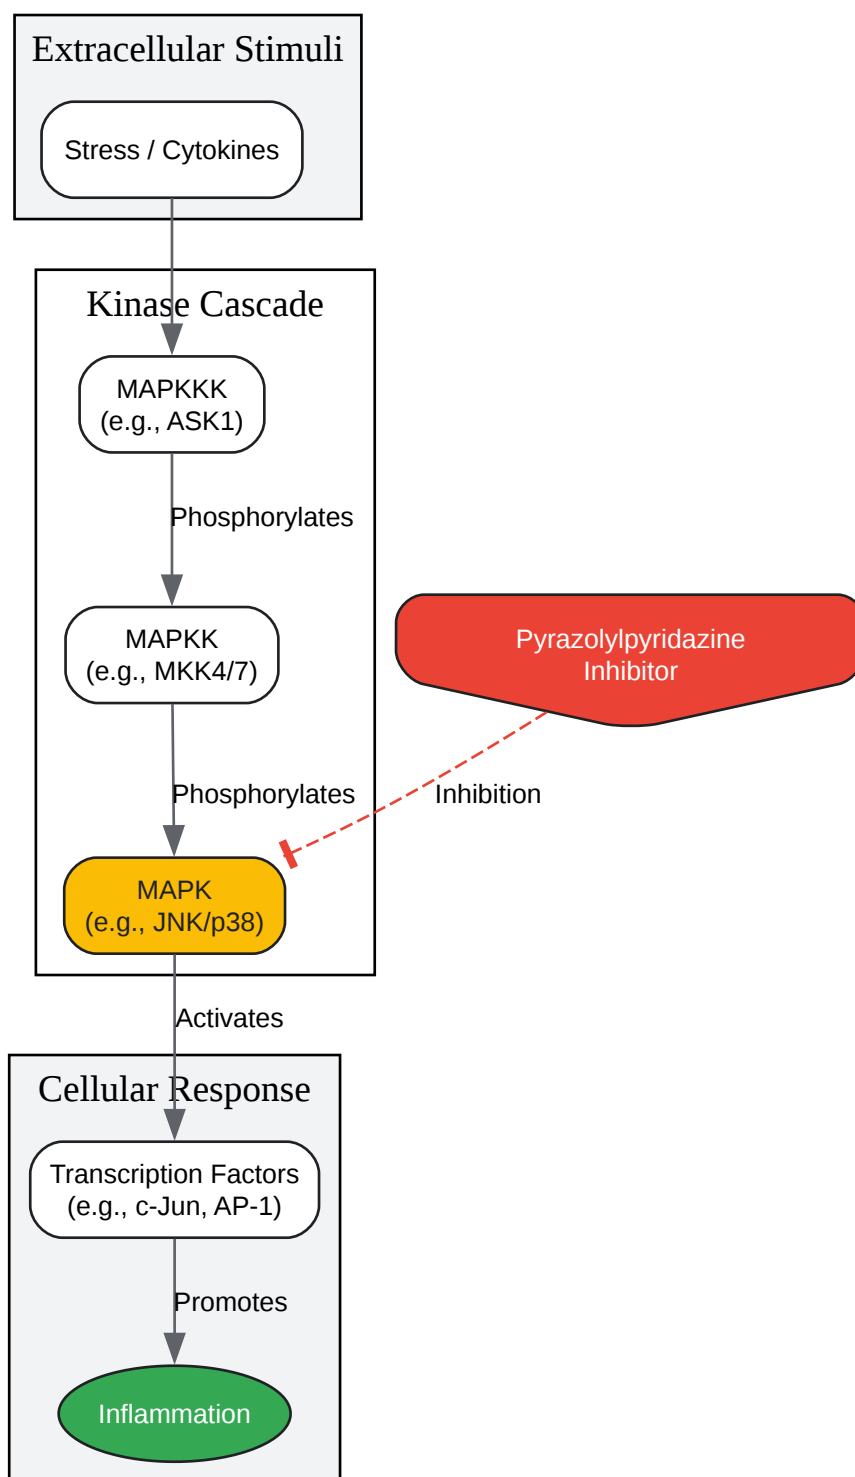 Extracellular Stimuli
Stress / Cytokines
Kinase Cascade
MAPKKK
(e.g., ASK1)
Phosphorylates
MAPKK
(e.g., MKK4/7)
Pyrazolylpyridazine
Inhibitor
Phosphorylates
Inhibition
MAPK
(e.g., JNK/p38)
Activates
Cellular Response
Transcription Factors
(e.g., c-Jun, AP-1)
Promotes
Inflammation